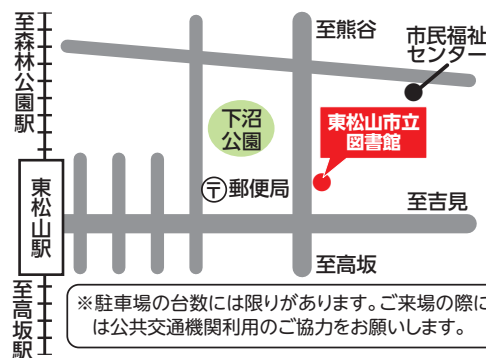 至森林公園駅
至熊谷
市民福祉
センター
下沼
公園
東松山市立
図書館
〒郵便局
東松山駅
至吉見
至高坂
至高坂駅
※駐車場の台数には限りがあります。ご来場の際に
は公共交通機関利用のご協力をお願いします。